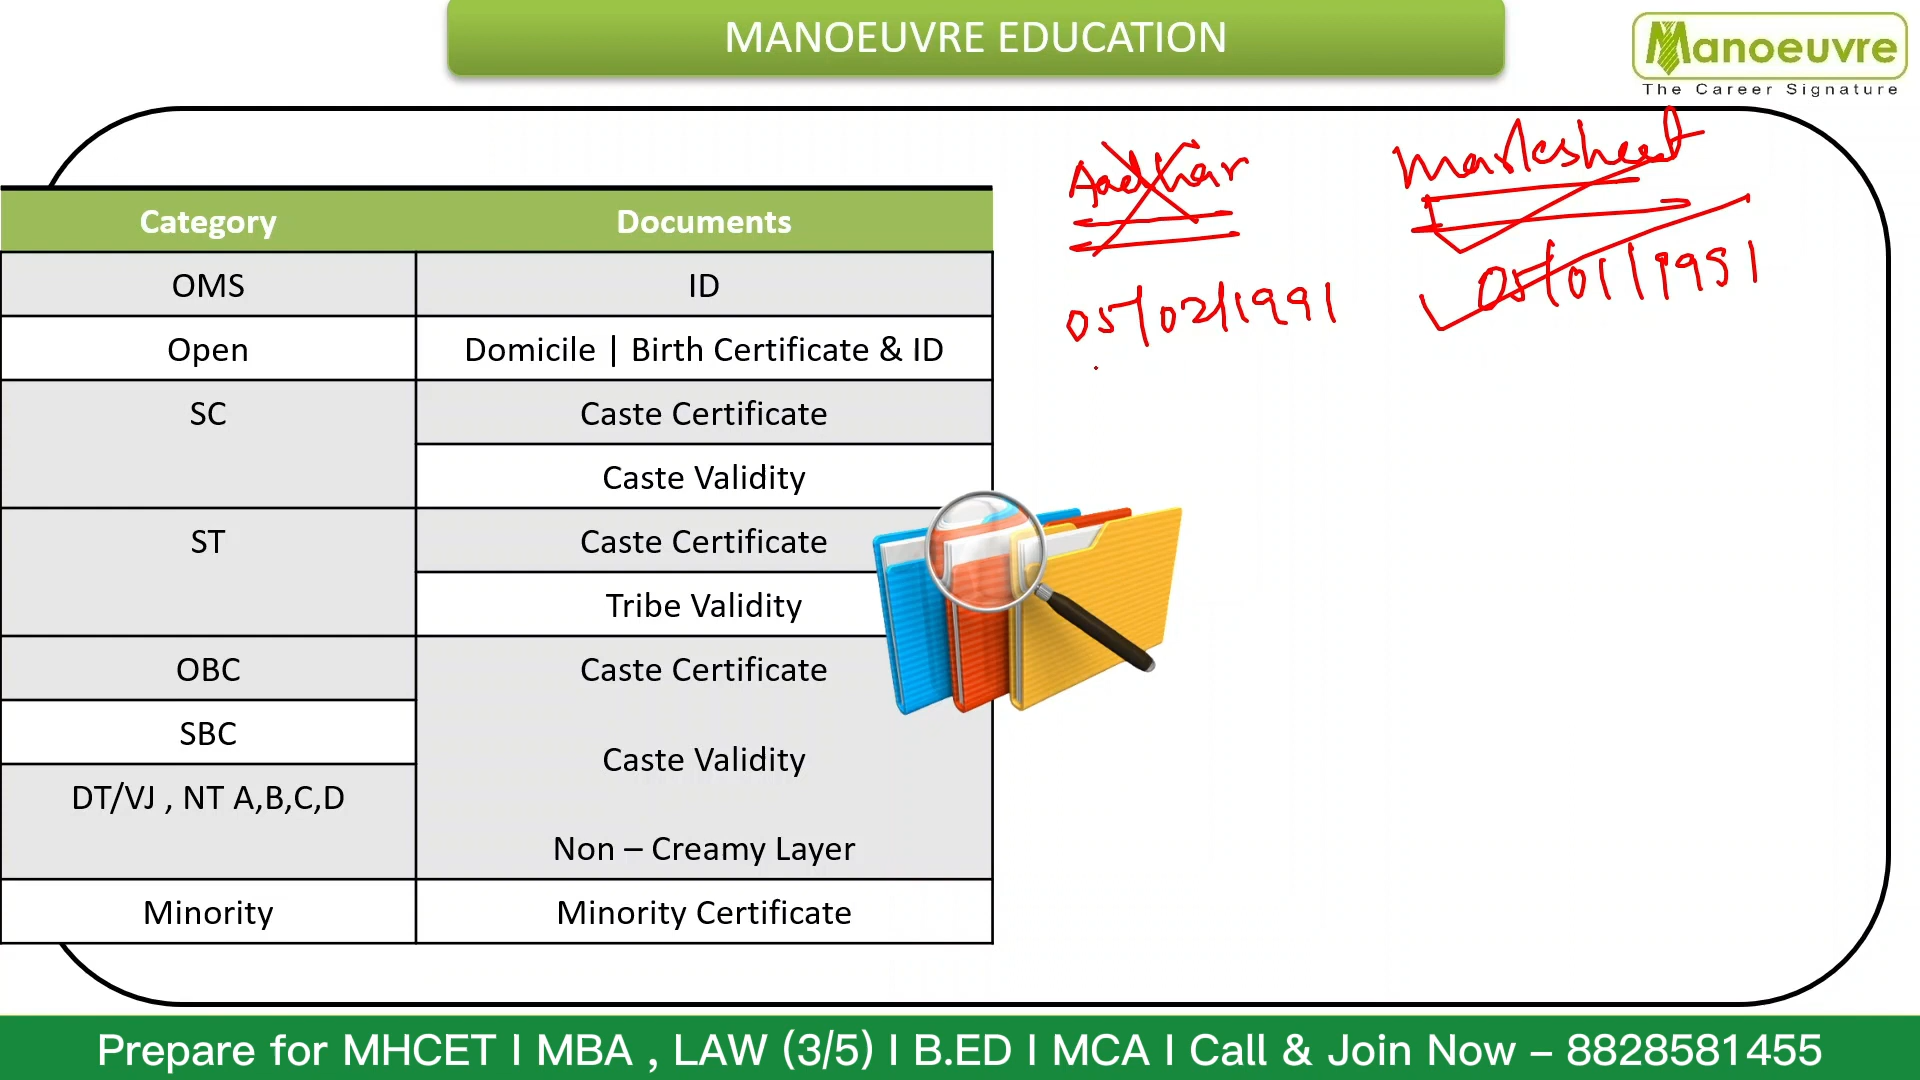 MANOEUVRE EDUCATION
Manoeuvre
The Career Signature
Aadhar
Marksheet
05/02/1991
05/01/1991
Category Documents
OMS ID
Open Domicile | Birth Certificate & ID
SC Caste Certificate
Caste Validity
ST Caste Certificate
Tribe Validity
OBC Caste Certificate
SBC
Caste Validity
DT/VJ , NT A,B,C,D
Non – Creamy Layer
Minority Minority Certificate
Prepare for MHCET I MBA , LAW (3/5) I B.ED I MCA I Call & Join Now – 8828581455